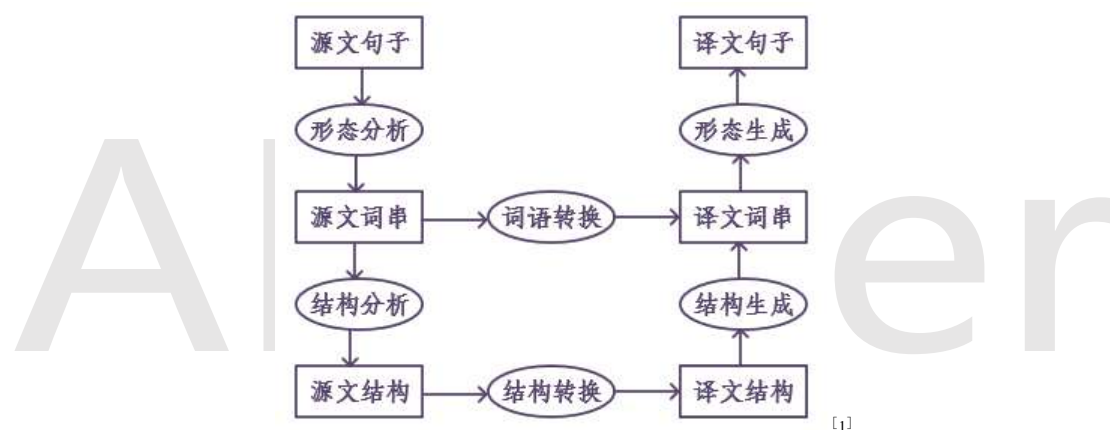 源文句子 译文句子
形态分析 形态生成
源文词串 词语转换 译文词串
结构分析 结构生成
源文结构 结构转换 译文结构
[1]